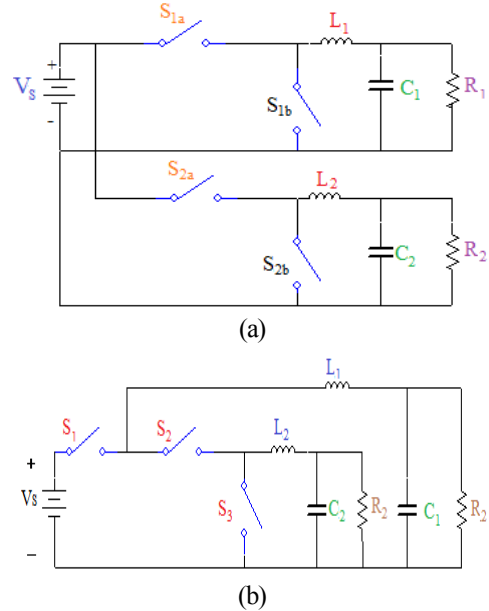 S1a
L1
+
Vs
-
S1b
C1
R1
S2a
L2
S2b
C2
R2
(a)
L1
S1
S2
L2
+
Vs
S3
C2
R2
C1
R2
−
(b)